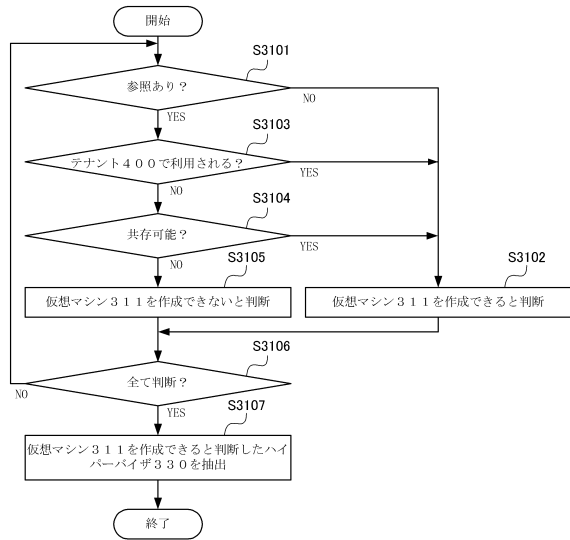 開始
S3101
参照あり？
NO
YES
S3103
テナント４００で利用される？
YES
NO
S3104
共存可能？
YES
NO
S3105
仮想マシン３１１を作成できないと判断
S3102
仮想マシン３１１を作成できると判断
S3106
全て判断？
NO
YES
S3107
仮想マシン３１１を作成できると判断したハイ
パーバイザ３３０を抽出
終了